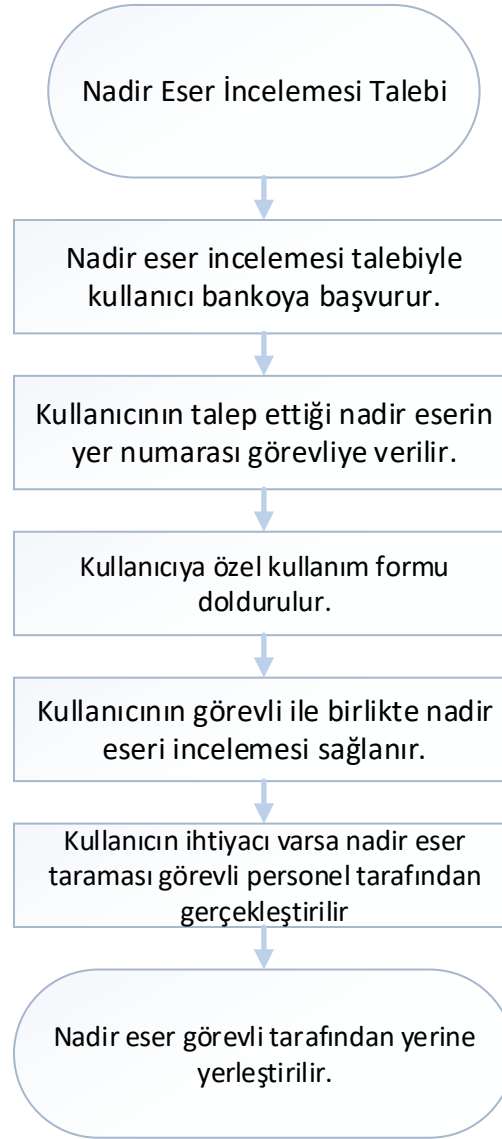 Nadir Eser İncelemesi Talebi
Nadir eser incelemesi talebiyle
kullanıcı bankoya başvurur.
Kullanıcının talep ettiği nadir eserin
yer numarası görevliye verilir.
Kullanıcıya özel kullanım formu
doldurulur.
Kullanıcının görevli ile birlikte nadir
eseri incelemesi sağlanır.
Kullanıcın ihtiyacı varsa nadir eser
taraması görevli personel tarafından
gerçekleştirilir
Nadir eser görevli tarafından yerine
yerleştirilir.